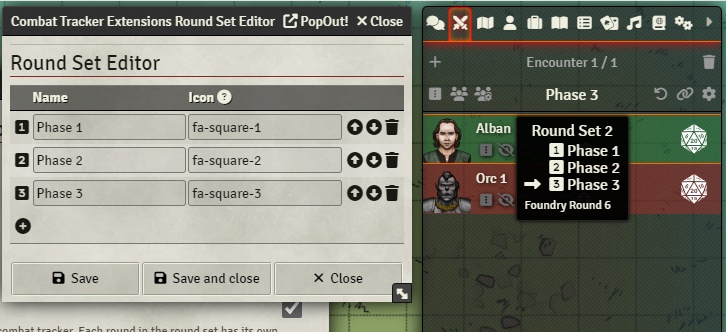 Combat Tracker Extensions Round Set Editor PopOut! Close
Round Set Editor
Name Icon ?
1 Phase 1 fa-square-1
2 Phase 2 fa-square-2
3 Phase 3 fa-square-3
Save Save and close Close
combat tracker. Each round in the round set has its own
Encounter 1 / 1
Phase 3
Alban
20
Orc 1
20
Round Set 2
1 Phase 1
2 Phase 2
3 Phase 3
Foundry Round 6